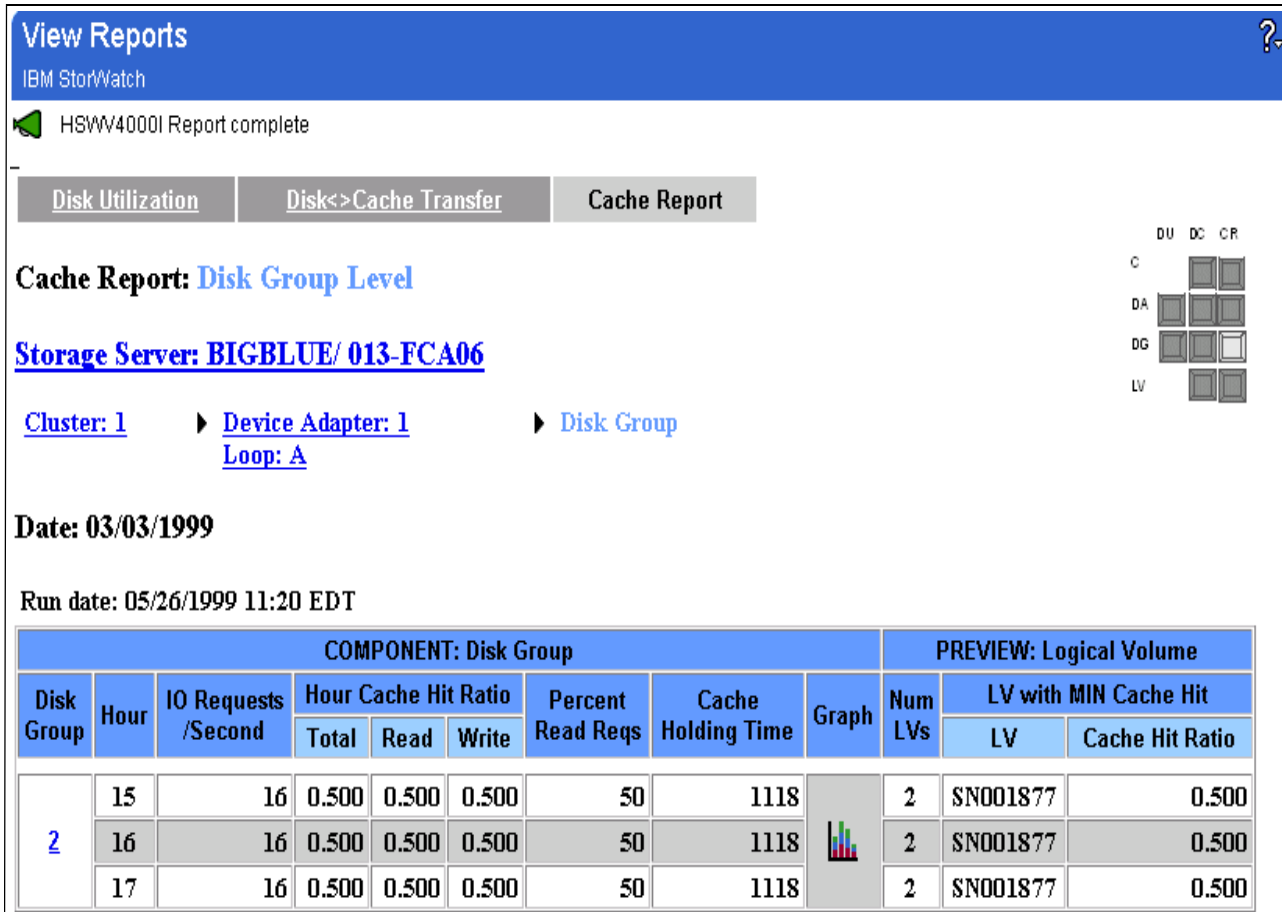 View Reports
?
IBM StorWatch
HSWV4000I Report complete
Disk Utilization Disk<>Cache Transfer Cache Report
DU DC CR
C
DA
DG
LV
Cache Report: Disk Group Level
Storage Server: BIGBLUE/ 013-FCA06
Cluster: 1 Device Adapter: 1 Disk Group
Loop: A
Date: 03/03/1999
Run date: 05/26/1999 11:20 EDT
COMPONENT: Disk Group PREVIEW: Logical Volume
Disk Group Hour IO Requests /Second Hour Cache Hit Ratio Percent Read Reqs Cache Holding Time Graph Num LVs LV with MIN Cache Hit
Total Read Write LV Cache Hit Ratio
15 16 0.500 0.500 0.500 50 1118 2 SN001877 0.500
2 16 16 0.500 0.500 0.500 50 1118 2 SN001877 0.500
17 16 0.500 0.500 0.500 50 1118 2 SN001877 0.500